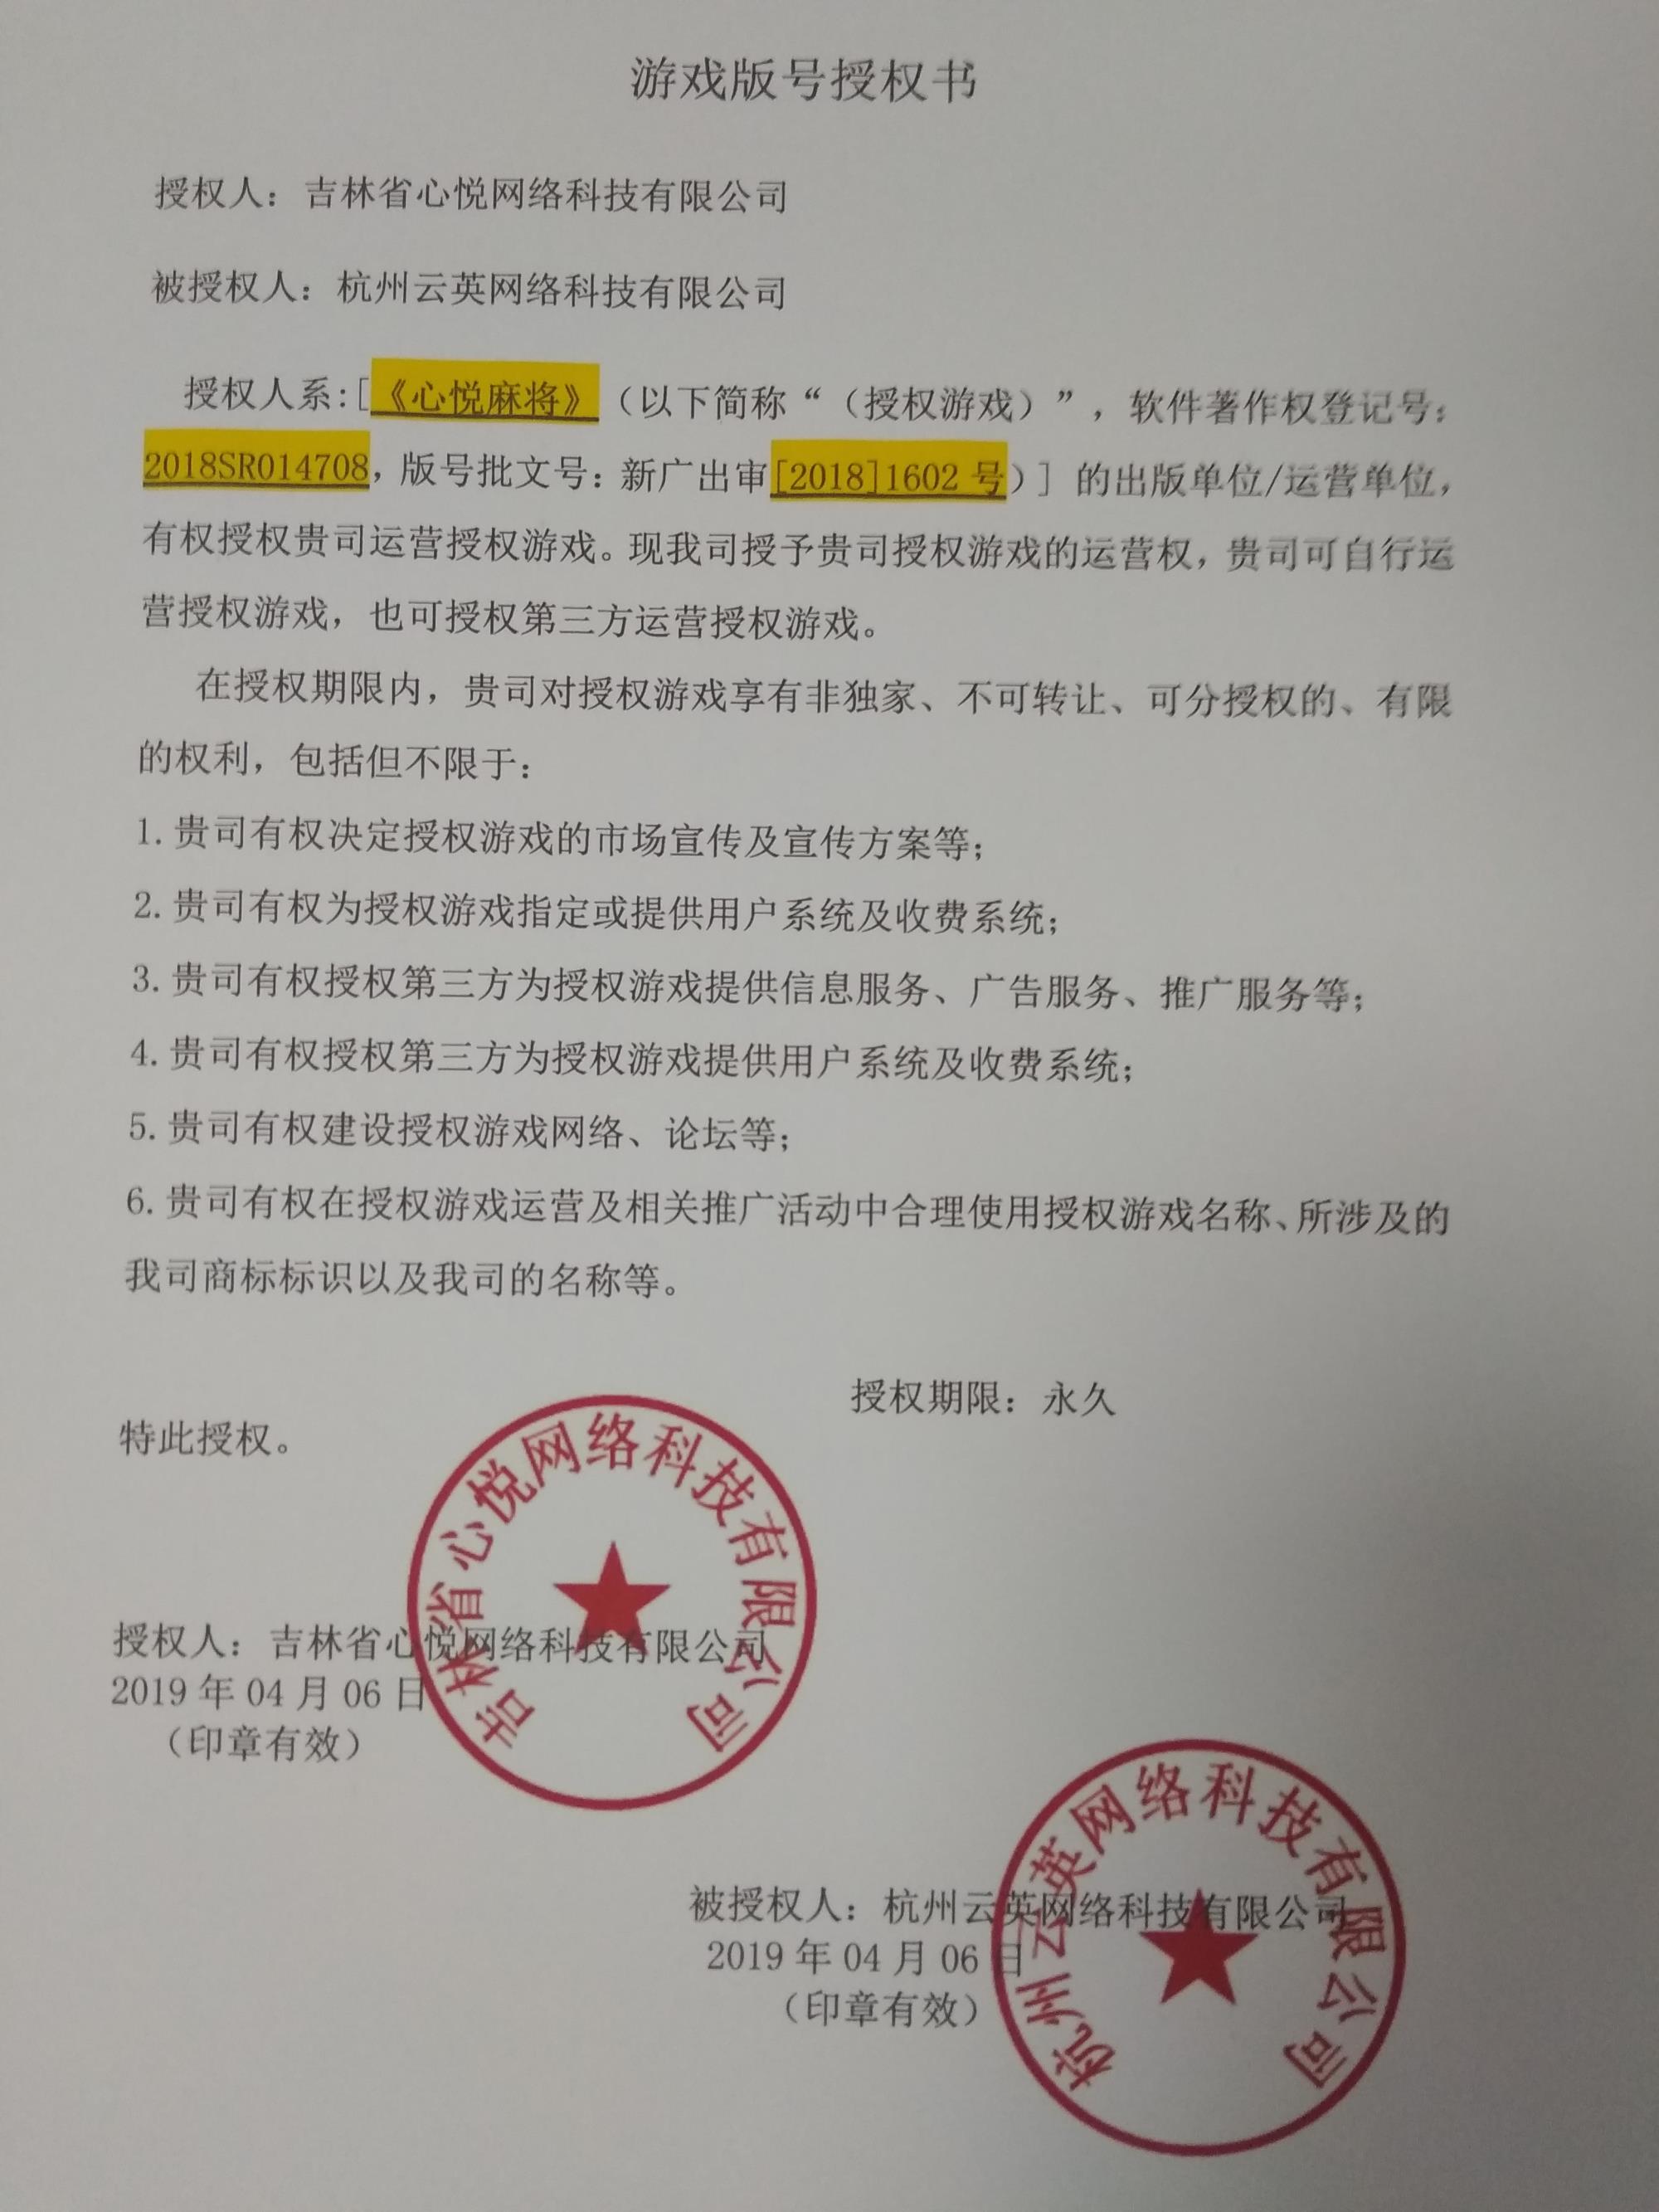 游戏版号授权书
授权人：吉林省心悦网络科技有限公司
被授权人：杭州云英网络科技有限公司
授权人系:[《心悦麻将》（以下简称“（授权游戏）”，软件著作权登记号：
2018SR014708，版号批文号：新广出审[2018]1602 号)] 的出版单位/运营单位，
有权授权贵司运营授权游戏。现我司授予贵司授权游戏的运营权，贵司可自行运
营授权游戏，也可授权第三方运营授权游戏。
在授权期限内，贵司对授权游戏享有非独家、不可转让、可分授权的、有限
的权利，包括但不限于：
1. 贵司有权决定授权游戏的市场宣传及宣传方案等；
2. 贵司有权为授权游戏指定或提供用户系统及收费系统；
3. 贵司有权授权第三方为授权游戏提供信息服务、广告服务、推广服务等；
4. 贵司有权授权第三方为授权游戏提供用户系统及收费系统；
5. 贵司有权建设授权游戏网络、论坛等；
6. 贵司有权在授权游戏运营及相关推广活动中合理使用授权游戏名称、所涉及的
我司商标标识以及我司的名称等。
授权期限：永久
特此授权。
吉林省心悦网络科技有限公司
授权人：吉林省心悦网络科技有限公司
2019 年 04 月 06 日
（印章有效）
杭州云英网络科技有限公司
被授权人：杭州云英网络科技有限公司
2019 年 04 月 06 日
（印章有效）